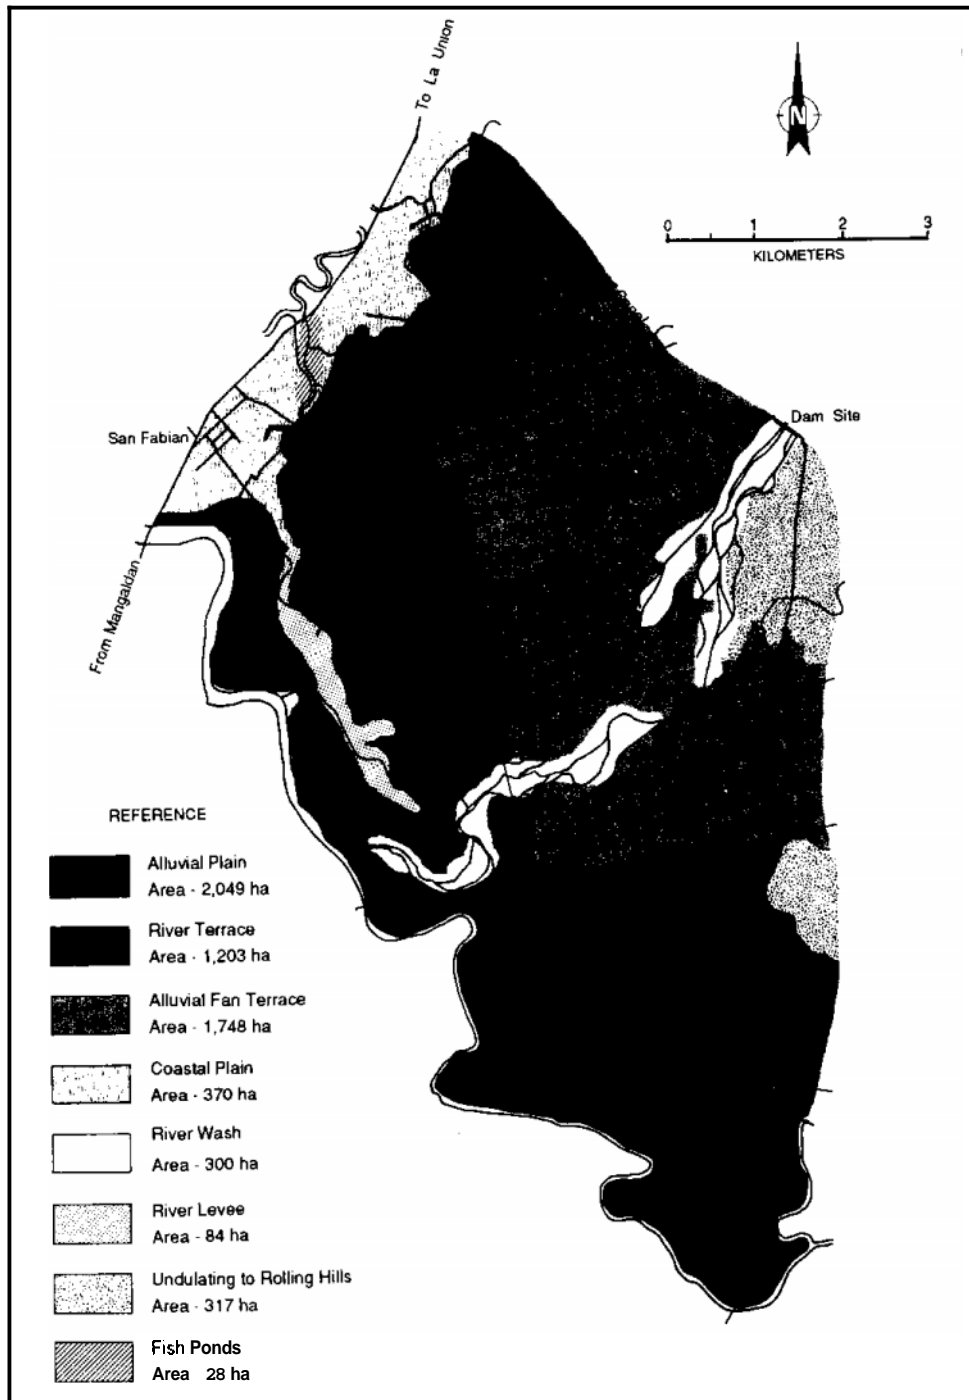 To La Union
N
0 1 2 3
KILOMETERS
Dam Site
San Fabian
From Mangaldan
REFERENCE
Alluvial Plain
Area - 2,049 ha
River Terrace
Area - 1,203 ha
Alluvial Fan Terrace
Area - 1,748 ha
Coastal Plain
Area - 370 ha
River Wash
Area - 300 ha
River Levee
Area - 84 ha
Undulating to Rolling Hills
Area - 317 ha
Fish Ponds
Area 28 ha